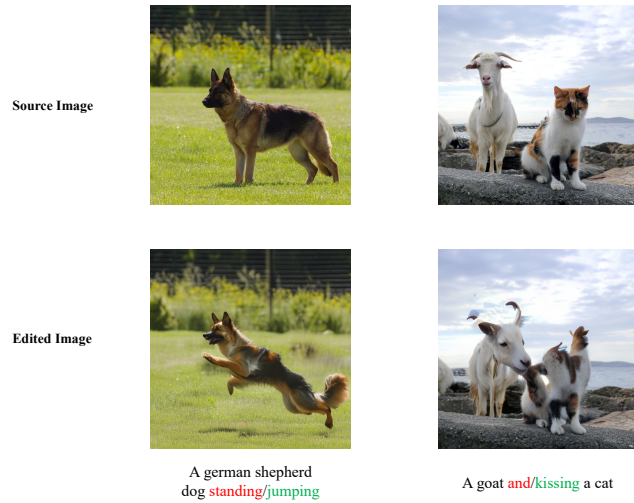 Source Image
Edited Image
A german shepherd
dog standing/jumping
A goat and/kissing a cat